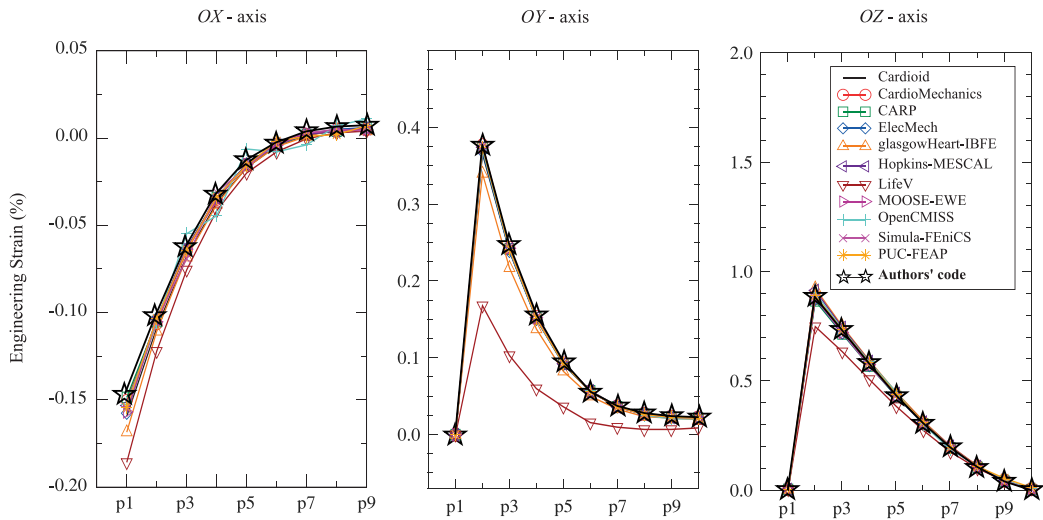 OX - axis
OY - axis
OZ - axis
Engineering Strain (%)
0.05
0.00
-0.05
-0.10
-0.15
-0.20
p1
p3
p5
p7
p9
0.4
0.3
0.2
0.1
0.0
p1
p3
p5
p7
p9
2.0
1.5
1.0
0.5
0.0
p1
p3
p5
p7
p9
Cardioid
CardioMechanics
CARP
ElecMech
glasgowHeart-IBFE
Hopkins-MESCAL
LifeV
MOOSE-EWE
OpenCMISS
Simula-FEniCS
PUC-FEAP
Authors' code